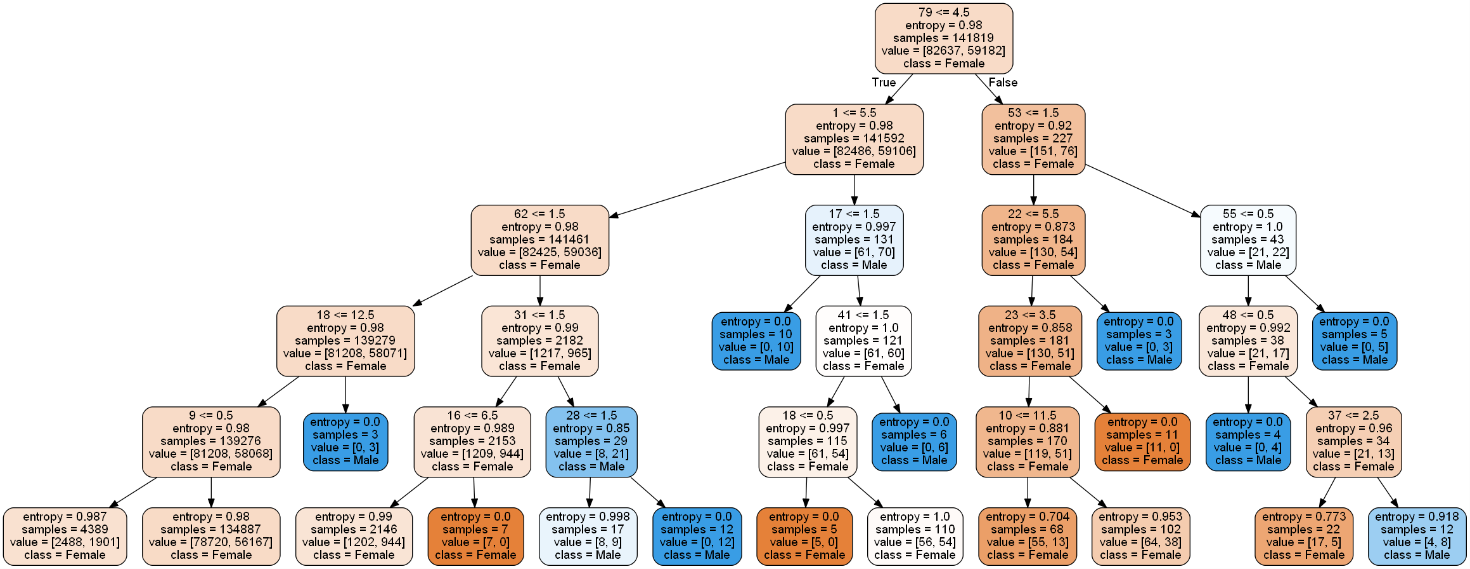 79 <= 4.5
entropy = 0.98
samples = 141819
value = [82637, 59182]
class = Female
True
False
1 <= 5.5
entropy = 0.98
samples = 141592
value = [82486, 59106]
class = Female
53 <= 1.5
entropy = 0.92
samples = 227
value = [151, 76]
class = Female
62 <= 1.5
entropy = 0.98
samples = 141461
value = [82425, 59036]
class = Female
17 <= 1.5
entropy = 0.997
samples = 131
value = [61, 70]
class = Male
22 <= 5.5
entropy = 0.873
samples = 184
value = [130, 54]
class = Female
55 <= 0.5
entropy = 1.0
samples = 43
value = [21, 22]
class = Male
18 <= 12.5
entropy = 0.98
samples = 139279
value = [81208, 58071]
class = Female
31 <= 1.5
entropy = 0.99
samples = 2182
value = [1217, 965]
class = Female
entropy = 0.0
samples = 10
value = [0, 10]
class = Male
41 <= 1.5
entropy = 1.0
samples = 121
value = [61, 60]
class = Female
23 <= 3.5
entropy = 0.858
samples = 181
value = [130, 51]
class = Female
entropy = 0.0
samples = 3
value = [0, 3]
class = Male
48 <= 0.5
entropy = 0.992
samples = 38
value = [21, 17]
class = Female
entropy = 0.0
samples = 5
value = [0, 5]
class = Male
9 <= 0.5
entropy = 0.98
samples = 139276
value = [81208, 58068]
class = Female
entropy = 0.0
samples = 3
value = [0, 3]
class = Male
16 <= 6.5
entropy = 0.989
samples = 2153
value = [1209, 944]
class = Female
28 <= 1.5
entropy = 0.85
samples = 29
value = [8, 21]
class = Male
18 <= 0.5
entropy = 0.997
samples = 115
value = [61, 54]
class = Female
entropy = 0.0
samples = 6
value = [0, 6]
class = Male
10 <= 11.5
entropy = 0.881
samples = 170
value = [119, 51]
class = Female
entropy = 0.0
samples = 11
value = [11, 0]
class = Female
entropy = 0.0
samples = 4
value = [0, 4]
class = Male
37 <= 2.5
entropy = 0.96
samples = 34
value = [21, 13]
class = Female
entropy = 0.987
samples = 4389
value = [2488, 1901]
class = Female
entropy = 0.98
samples = 134887
value = [78720, 56167]
class = Female
entropy = 0.99
samples = 2146
value = [1202, 944]
class = Female
entropy = 0.0
samples = 7
value = [7, 0]
class = Female
entropy = 0.998
samples = 17
value = [8, 9]
class = Male
entropy = 0.0
samples = 12
value = [0, 12]
class = Male
entropy = 0.0
samples = 5
value = [5, 0]
class = Female
entropy = 1.0
samples = 110
value = [56, 54]
class = Female
entropy = 0.704
samples = 68
value = [55, 13]
class = Female
entropy = 0.953
samples = 102
value = [64, 38]
class = Female
entropy = 0.773
samples = 22
value = [17, 5]
class = Female
entropy = 0.918
samples = 12
value = [4, 8]
class = Male